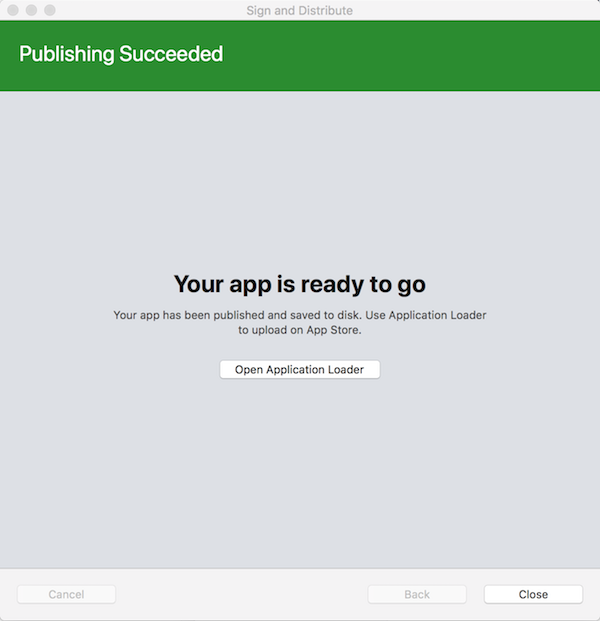 Sign and Distribute
Publishing Succeeded
Your app is ready to go
Your app has been published and saved to disk. Use Application Loader
to upload on App Store.
Open Application Loader
Cancel
Back
Close